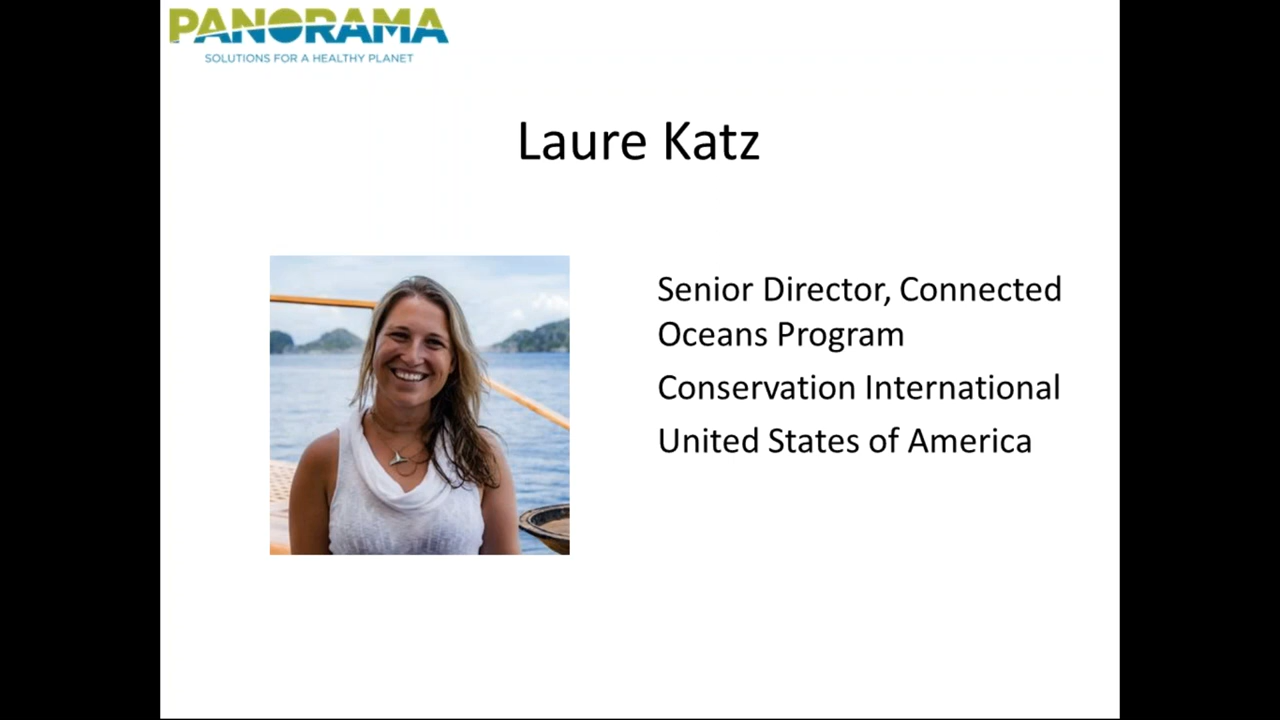 PANORAMA
SOLUTIONS FOR A HEALTHY PLANET
Laure Katz
Senior Director, Connected
Oceans Program
Conservation International
United States of America